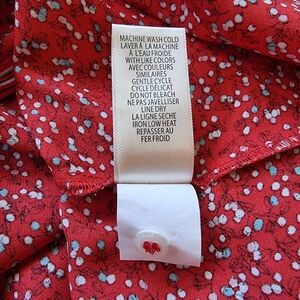 MACHINE WASH COLD
LAVER À LA MACHINE
À L'EAU FROIDE
WITH LIKE COLORS
AVEC COULEURS
SIMILAIRES
GENTLE CYCLE
CYCLE DÉLICAT
DO NOT BLEACH
NE PAS JAVELLISER
LINE DRY
LA LIGNE SÈCHE
IRON LOW HEAT
REPASSER AU
FER FROID